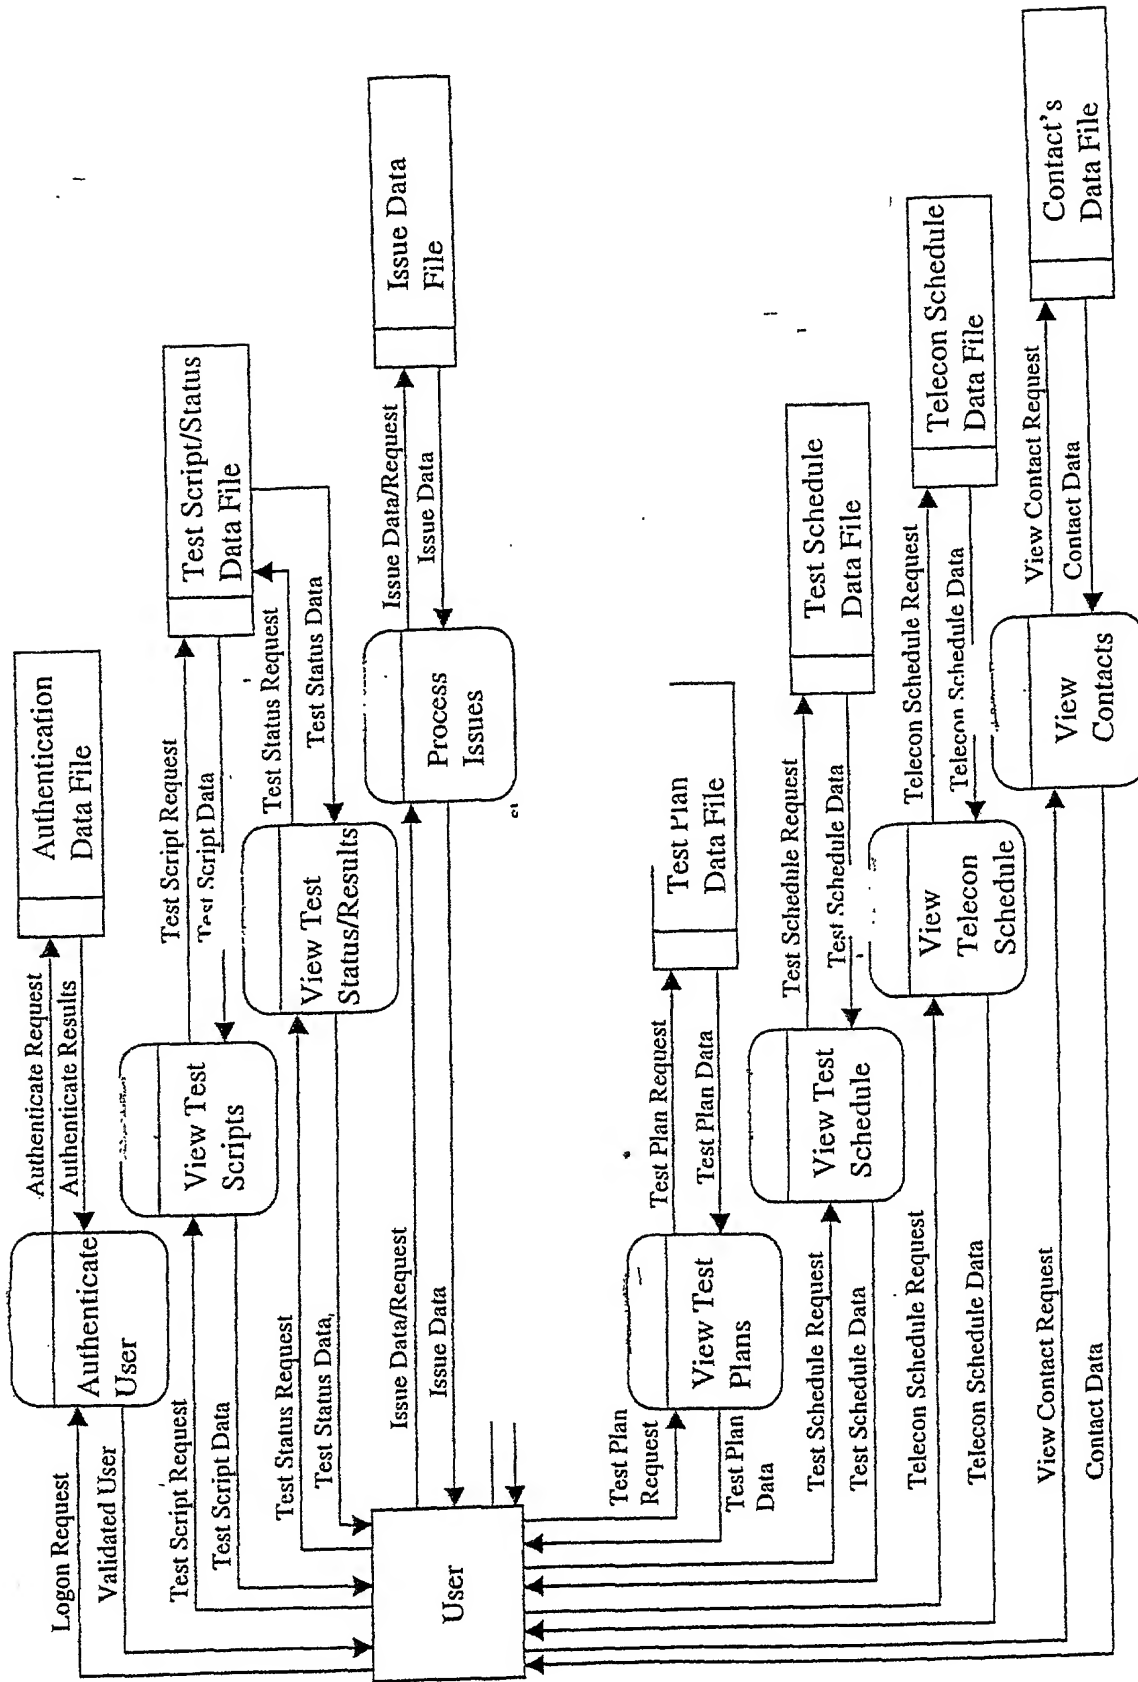 Logon Request
Validated User
Authenticate
User
Authenticate Request
Authenticate Results
Authentication
Data File
Test Script Request
Test Script Data
View Test
Scripts
Test Script Request
Test Script Data
Test Script/Status
Data File
Test Status Request
Test Status Data
View Test
Status/Results
Test Status Request
Test Status Data
Issue Data/Request
Issue Data
Process
Issues
Issue Data/Request
Issue Data
Issue Data
File
User
Test Plan
Request
Test Plan
Data
View Test
Plans
Test Plan Request
Test Plan Data
Test Plan
Data File
Test Schedule Request
Test Schedule Data
View Test
Schedule
Test Schedule Request
Test Schedule Data
Test Schedule
Data File
Telecon Schedule Request
Telecon Schedule Data
View
Telecon
Schedule
Telecon Schedule Request
Telecon Schedule Data
Telecon Schedule
Data File
View Contact Request
Contact Data
View
Contacts
View Contact Request
Contact Data
Contact's
Data File